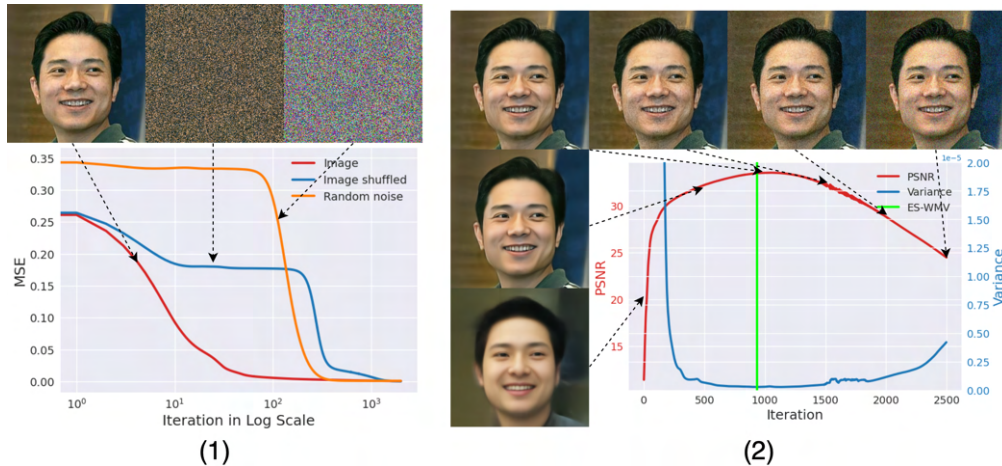 0.35
0.30
0.25
0.20
0.15
0.10
0.05
0.00
MSE
Image
Image shuffled
Random noise
10⁰
10¹
10²
10³
Iteration in Log Scale
(1)
1e-5
30
25
20
15
PSNR
PSNR
Variance
ES-WMV
2.00
1.75
1.50
1.25
1.00
0.75
0.50
0.25
0.00
Variance
0
500
1000
1500
2000
2500
Iteration
(2)